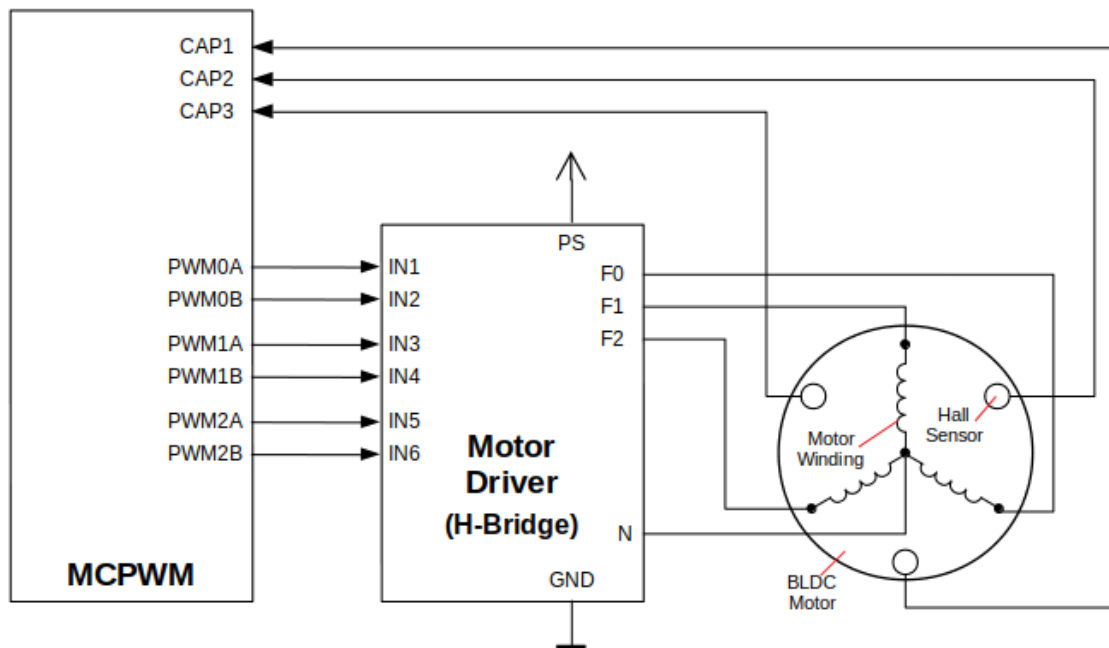 CAP1
CAP2
CAP3
PWM0A
PWM0B
PWM1A
PWM1B
PWM2A
PWM2B
MCPWM
PS
IN1
IN2
IN3
IN4
IN5
IN6
F0
F1
F2
Motor
Driver
(H-Bridge)
N
GND
Hall
Sensor
Motor
Winding
BLDC
Motor